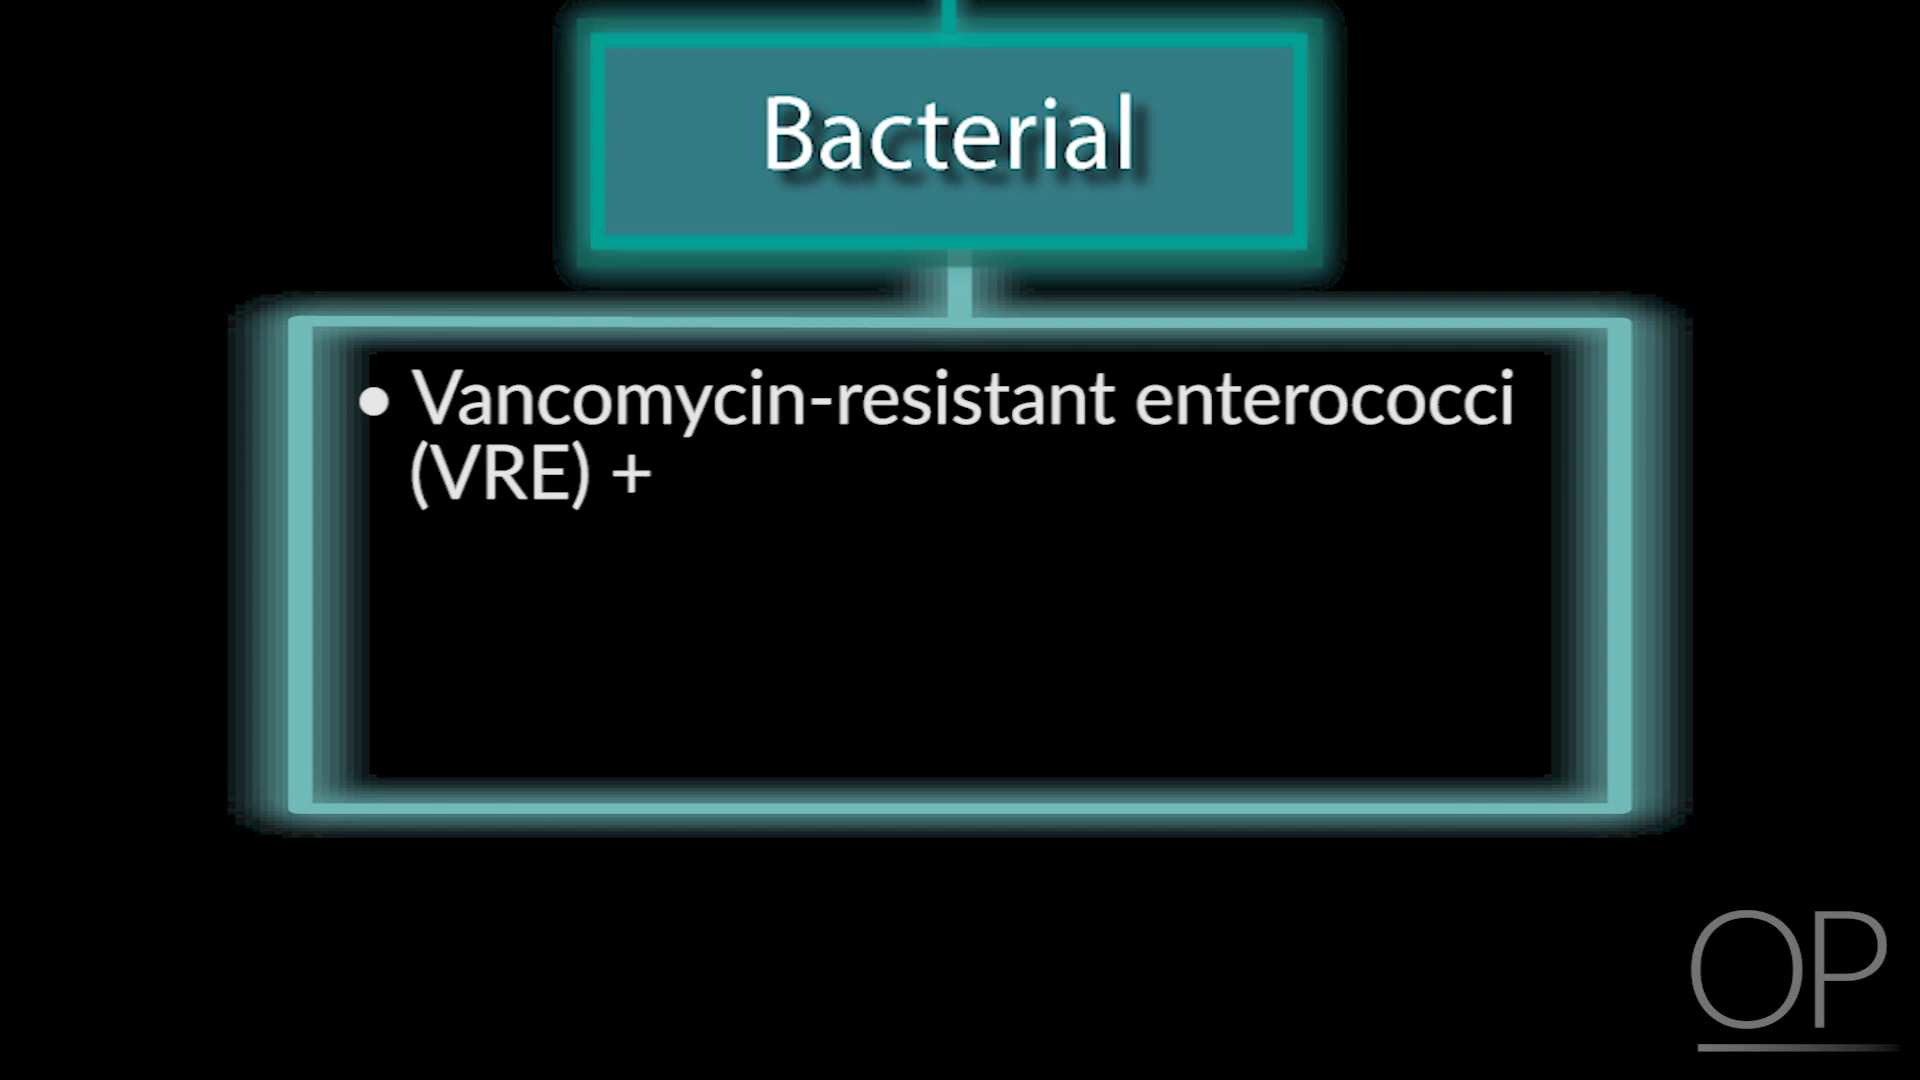 Bacterial
• Vancomycin-resistant enterococci
(VRE) +
OP